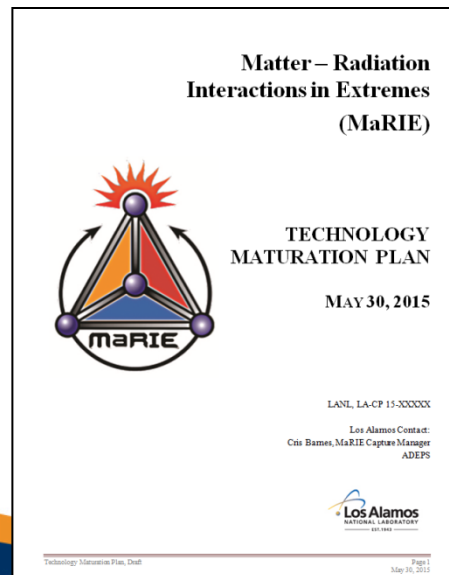 Matter – Radiation
Interactions in Extremes
(MaRIE)
MaRIE
TECHNOLOGY
MATURATION PLAN
MAY 30, 2015
LANL, LA-CP 15-XXXXX
Los Alamos Contact:
Cris Barnes, MaRIE Capture Manager
ADEPS
Los Alamos
NATIONAL LABORATORY
EST. 1943
Technology Maturation Plan, Draft
Page 1
May 30, 2015